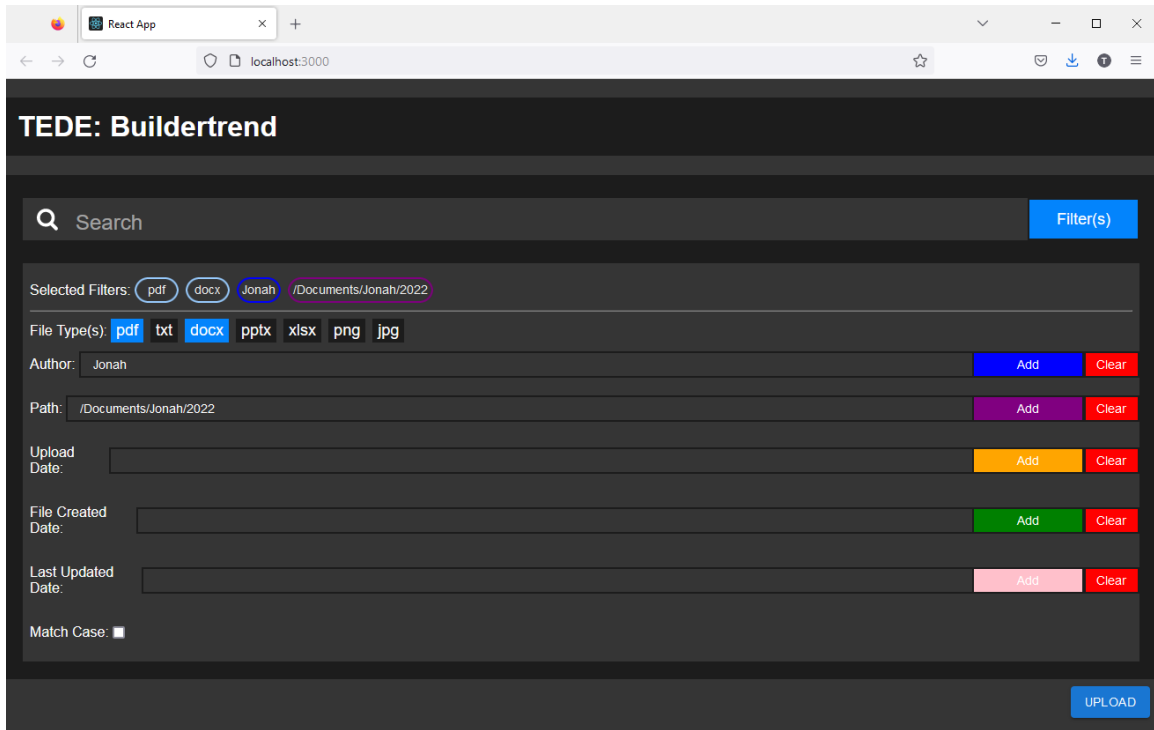 React App
localhost:3000
T
TEDE: Buildertrend
Search
Filter(s)
Selected Filters: pdf docx Jonah /Documents/Jonah/2022
File Type(s): pdf txt docx pptx xlsx png jpg
Author: Jonah Add Clear
Path: /Documents/Jonah/2022 Add Clear
Upload
Date: Add Clear
File Created
Date: Add Clear
Last Updated
Date: Add Clear
Match Case:
UPLOAD